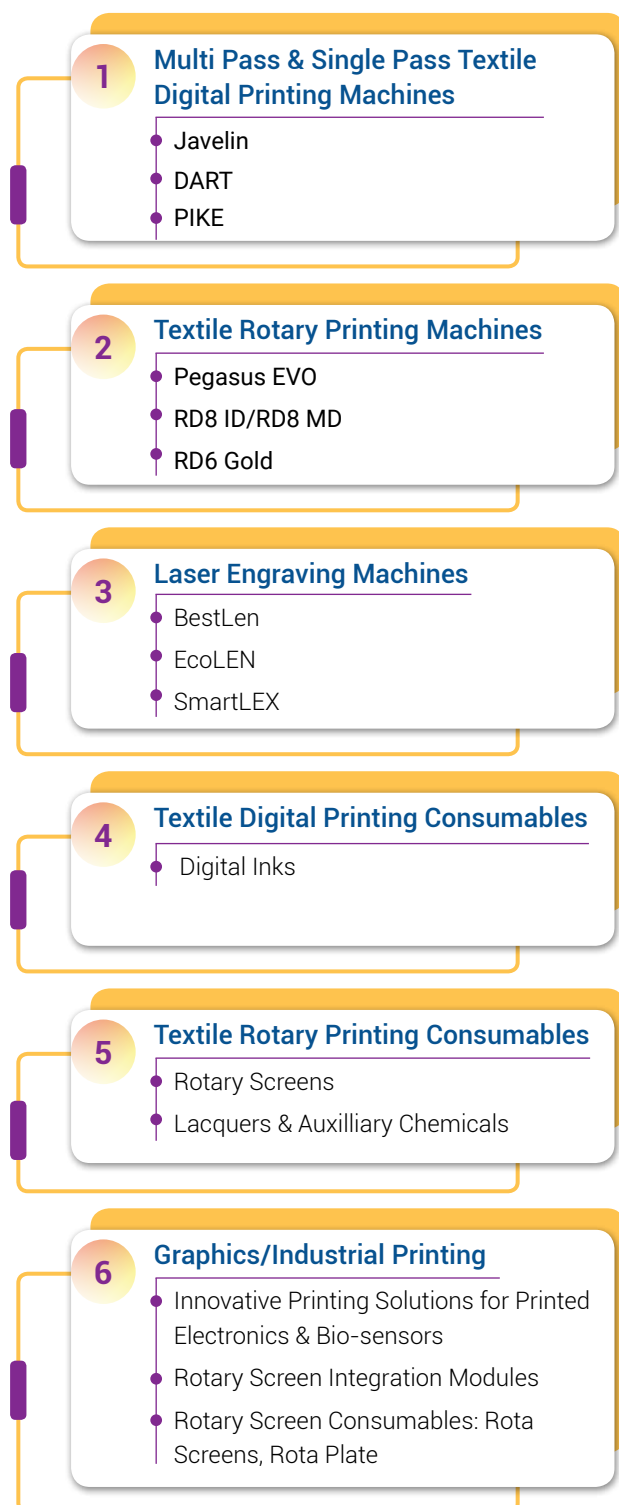 1
Multi Pass & Single Pass Textile
Digital Printing Machines
Javelin
DART
PIKE
2
Textile Rotary Printing Machines
Pegasus EVO
RD8 ID/RD8 MD
RD6 Gold
3
Laser Engraving Machines
BestLen
EcoLEN
SmartLEX
4
Textile Digital Printing Consumables
Digital Inks
5
Textile Rotary Printing Consumables
Rotary Screens
Lacquers & Auxilliary Chemicals
6
Graphics/Industrial Printing
Innovative Printing Solutions for Printed
Electronics & Bio-sensors
Rotary Screen Integration Modules
Rotary Screen Consumables: Rota
Screens, Rota Plate